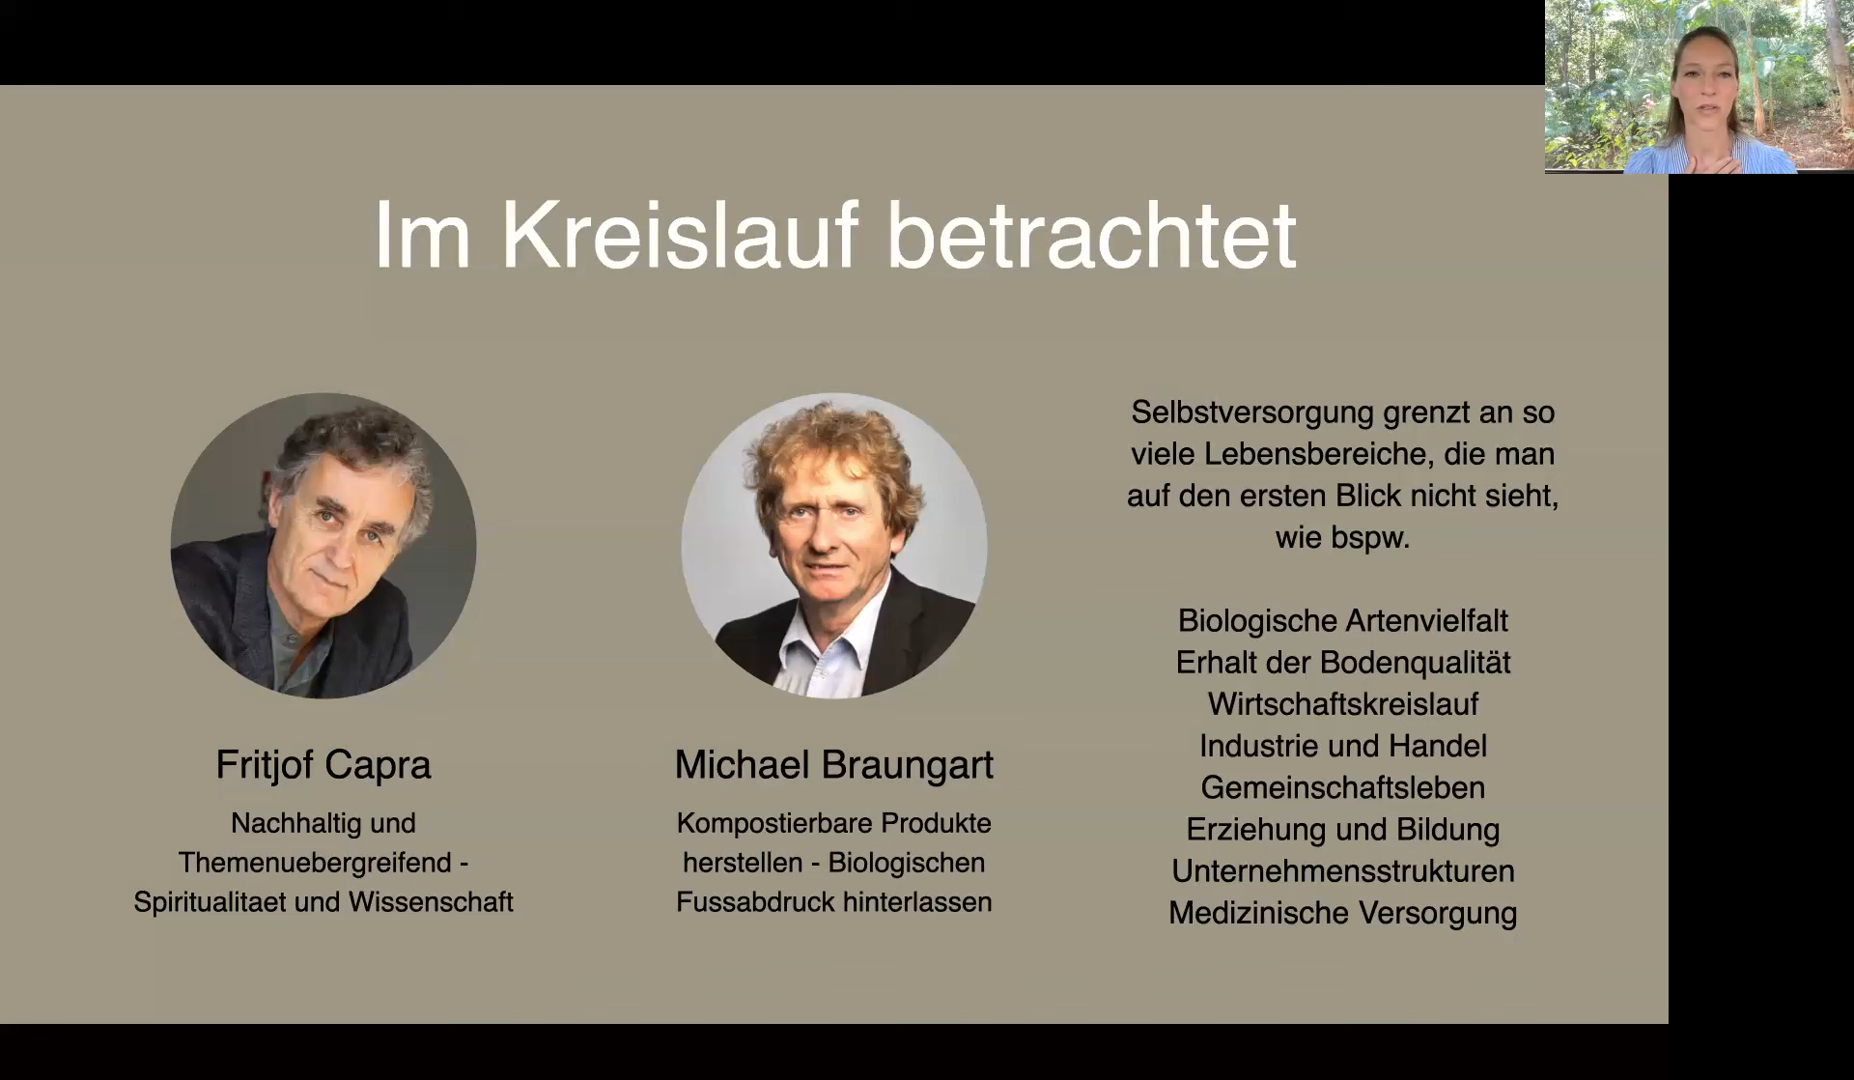 Im Kreislauf betrachtet
Fritjof Capra
Nachhaltig und
Themenuebergreifend -
Spiritualitaet und Wissenschaft
Michael Braungart
Kompostierbare Produkte
herstellen - Biologischen
Fussabdruck hinterlassen
Selbstversorgung grenzt an so
viele Lebensbereiche, die man
auf den ersten Blick nicht sieht,
wie bspw.
Biologische Artenvielfalt
Erhalt der Bodenqualität
Wirtschaftskreislauf
Industrie und Handel
Gemeinschaftsleben
Erziehung und Bildung
Unternehmensstrukturen
Medizinische Versorgung